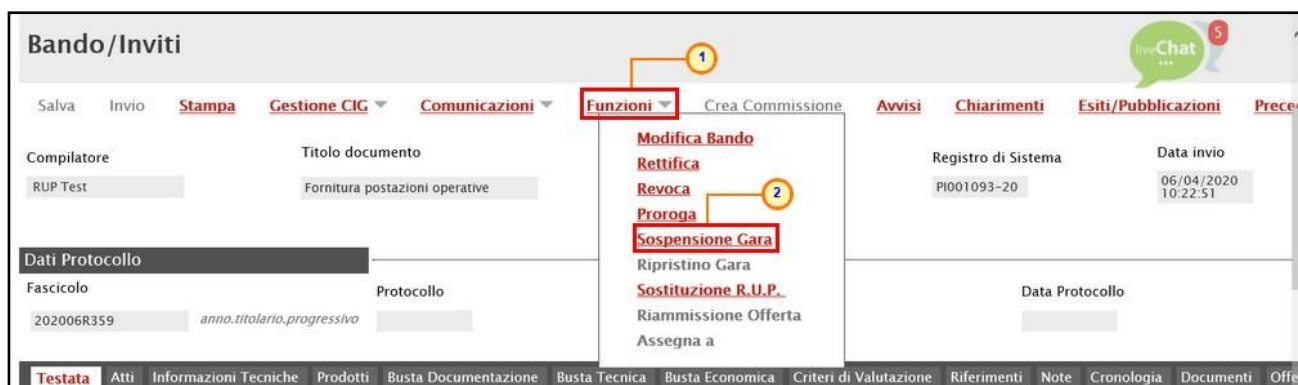 Bando/Inviti
liveChat
5
1
Salva Invio Stampa Gestione CIG Comunicazioni Funzioni Crea Commissione Avvisi Chiarimenti Esiti/Pubblicazioni
Modifica Bando
Rettifica
Revoca
2
Proroga
Sospensione Gara
Ripristino Gara
Sostituzione R.U.P.
Riammissione Offerta
Assegna a
Compilatore Titolo documento Registro di Sistema Data invio
RUP Test Fornitura postazioni operative PI001093-20 06/04/2020
10:22:51
Dati Protocollo
Fascicolo Protocollo Data Protocollo
202006R359 anno.titolario.progressivo
Testata Atti Informazioni Tecniche Prodotti Busta Documentazione Busta Tecnica Busta Economica Criteri di Valutazione Riferimenti Note Cronologia Documenti